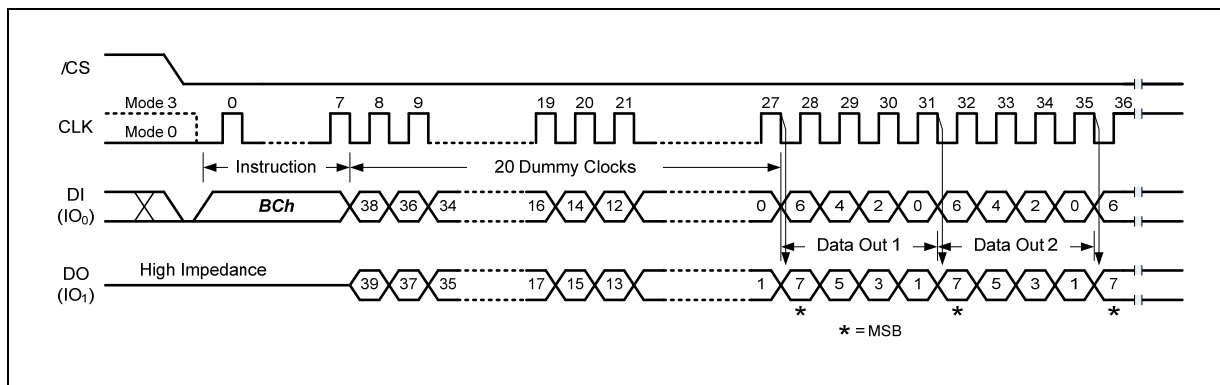 /CS
Mode 3 0 7 8 9 19 20 21 27 28 29 30 31 32 33 34 35 36
CLK
Mode 0
Instruction 20 Dummy Clocks
DI
(IO0)
BCh 38 36 34 16 14 12 0 6 4 2 0 6 4 2 0 6
Data Out 1 Data Out 2
High Impedance
DO
(IO1)
39 37 35 17 15 13 1 7 5 3 1 7 5 3 1 7
* * *
* = MSB